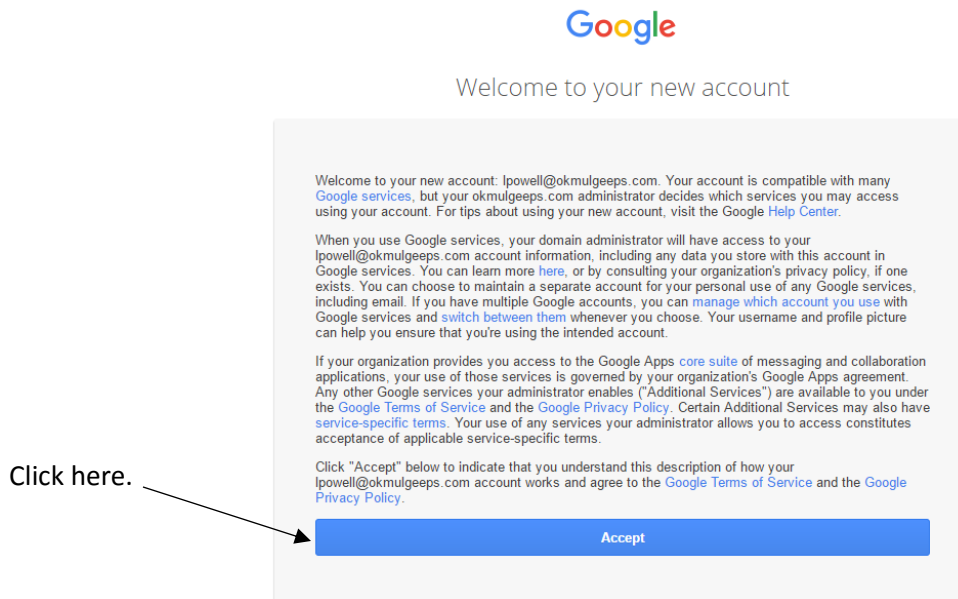 Google
Welcome to your new account
Welcome to your new account: lpowell@okmulgeeps.com. Your account is compatible with many
Google services, but your okmulgeeps.com administrator decides which services you may access
using your account. For tips about using your new account, visit the Google Help Center.
When you use Google services, your domain administrator will have access to your
lpowell@okmulgeeps.com account information, including any data you store with this account in
Google services. You can learn more here, or by consulting your organization's privacy policy, if one
exists. You can choose to maintain a separate account for your personal use of any Google services,
including email. If you have multiple Google accounts, you can manage which account you use with
Google services and switch between them whenever you choose. Your username and profile picture
can help you ensure that you're using the intended account.
If your organization provides you access to the Google Apps core suite of messaging and collaboration
applications, your use of those services is governed by your organization's Google Apps agreement.
Any other Google services your administrator enables ("Additional Services") are available to you under
the Google Terms of Service and the Google Privacy Policy. Certain Additional Services may also have
service-specific terms. Your use of any services your administrator allows you to access constitutes
acceptance of applicable service-specific terms.
Click "Accept" below to indicate that you understand this description of how your
lpowell@okmulgeeps.com account works and agree to the Google Terms of Service and the Google
Privacy Policy.
Click here.
Accept